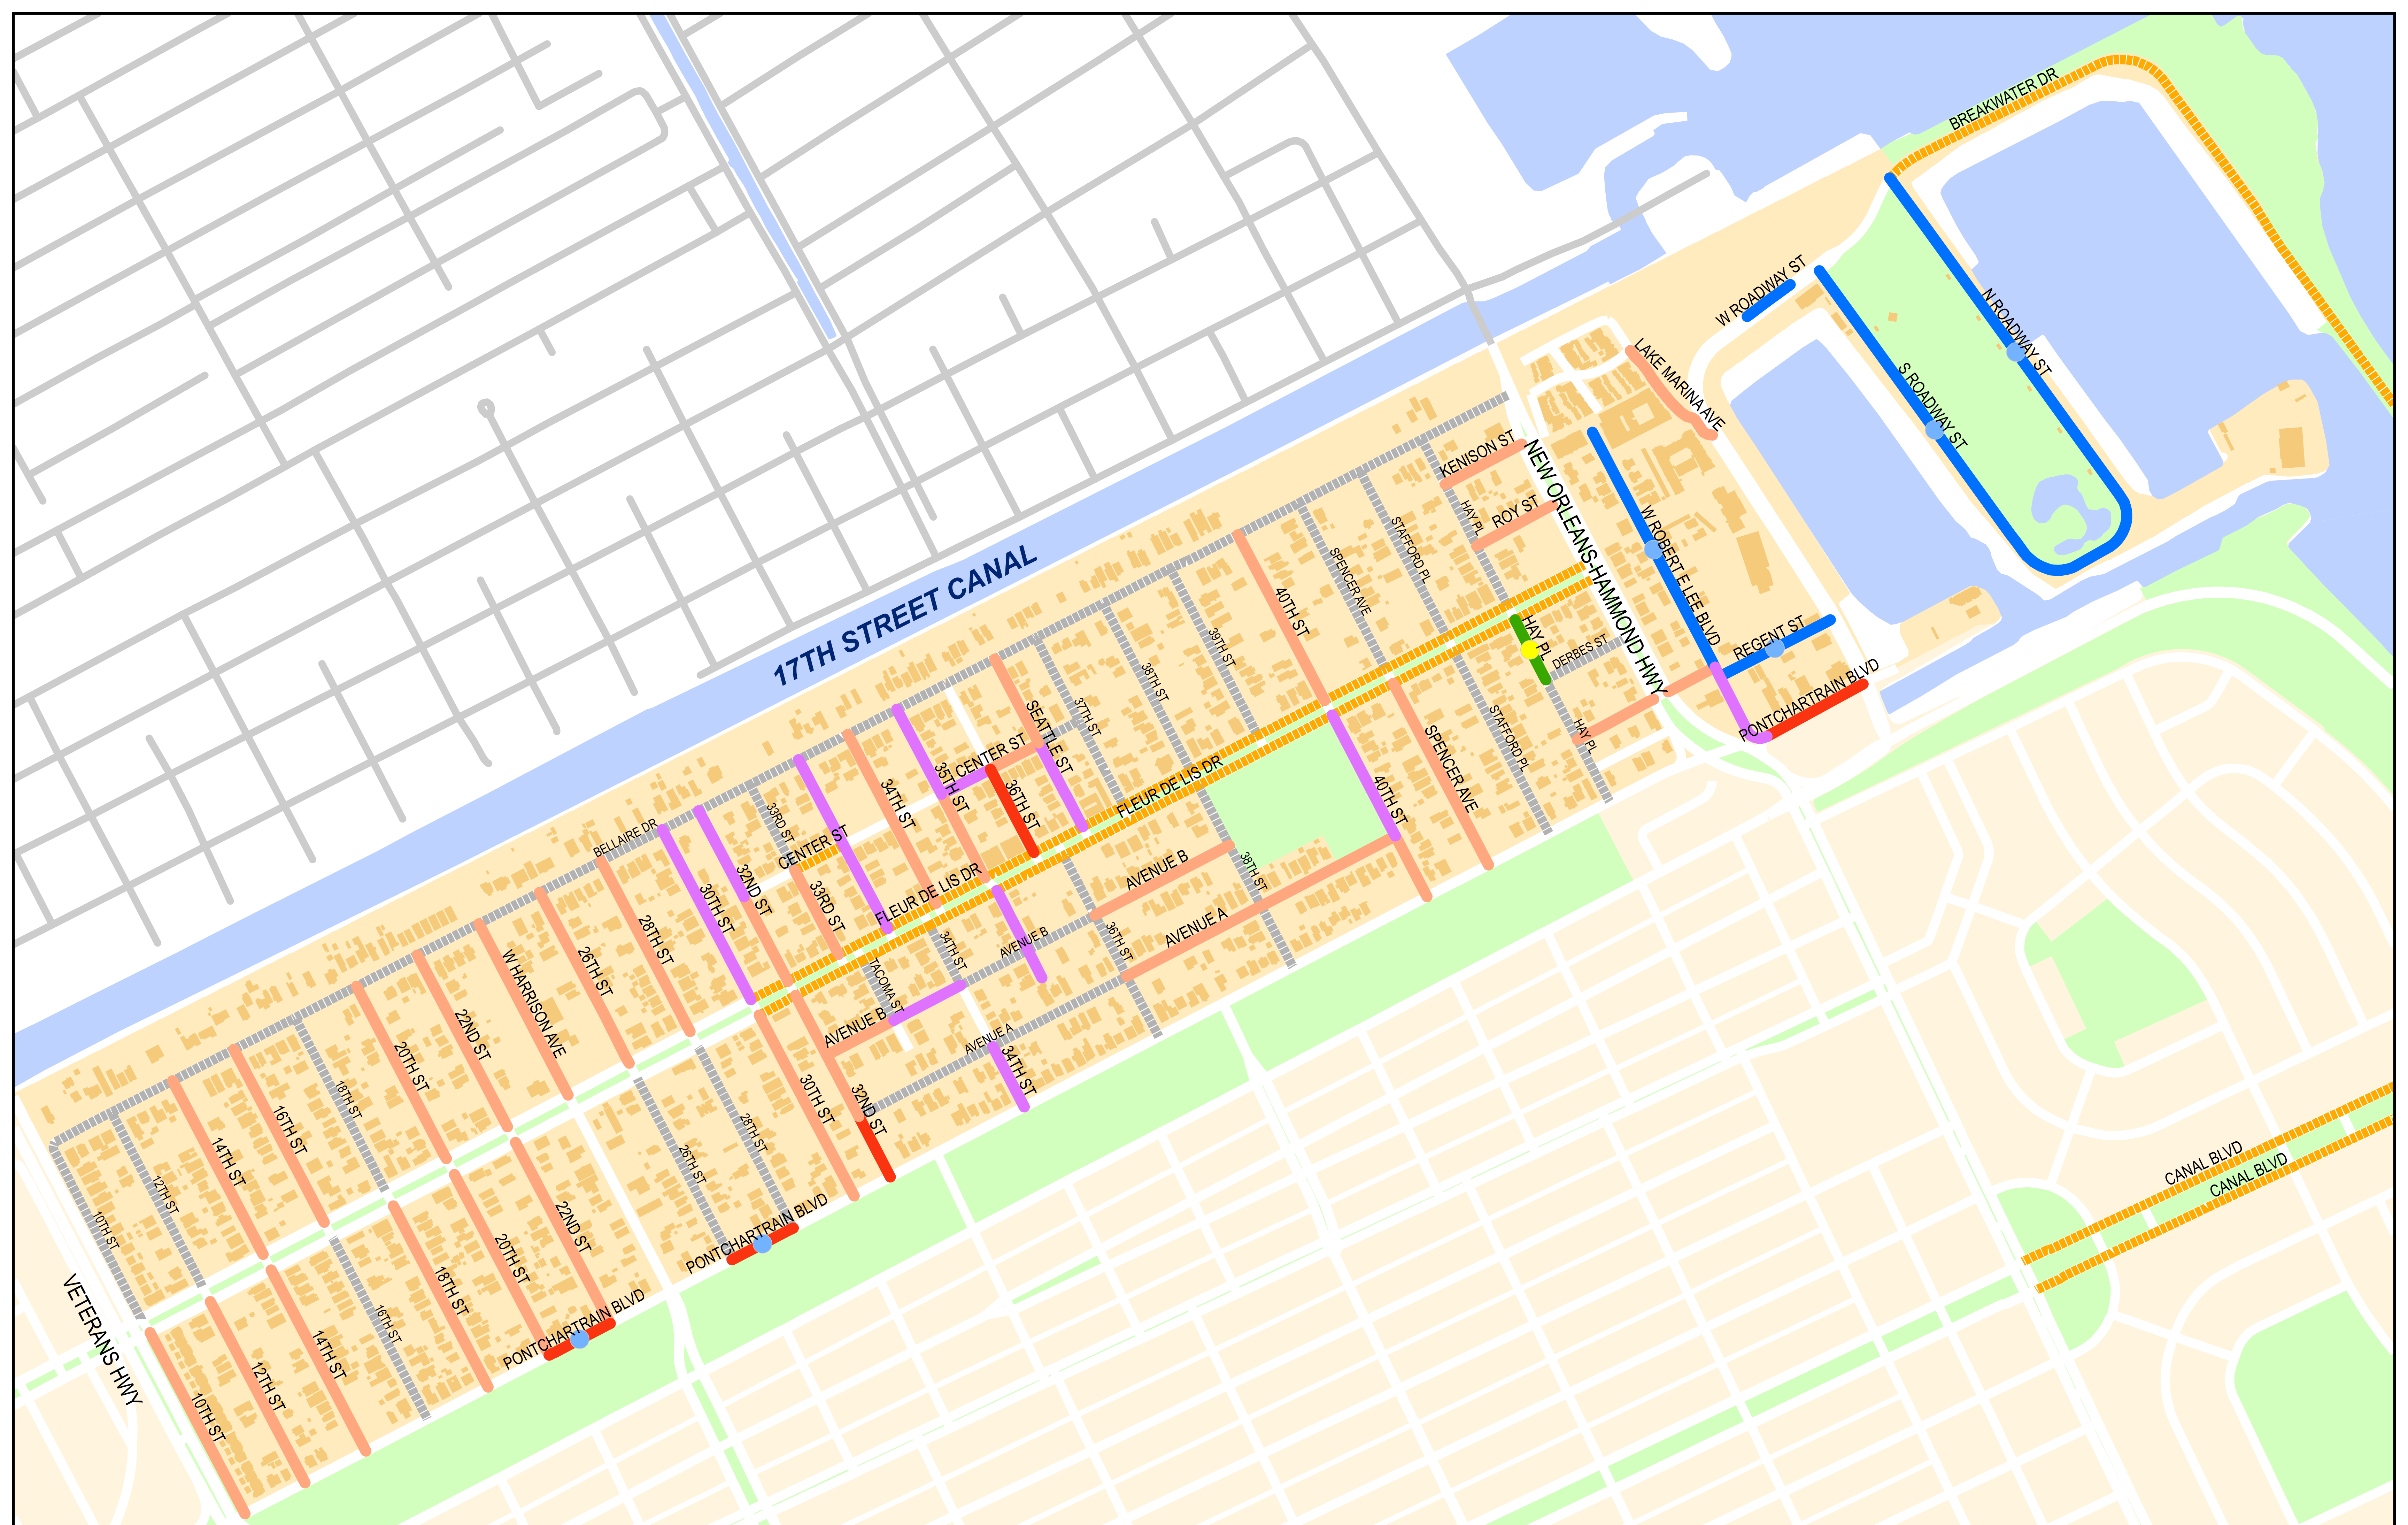 BREAKWATER DR
W ROADWAY ST
N ROADWAY ST
S ROADWAY ST
LAKE MARINA AVE
KENISON ST
NEW ORLEANS-HAMMOND HWY
HAY PL
ROY ST
W ROBERT E LEE BLVD
STAFFORD PL
SPENCER AVE
17TH STREET CANAL
40TH ST
39TH ST
38TH ST
37TH ST
HAY PL
DERBES ST
REGENT ST
PONTCHARTRAIN BLVD
STAFFORD PL
HAY PL
SPENCER AVE
40TH ST
SEATTLE ST
CENTER ST
35TH ST
36TH ST
34TH ST
FLEUR DE LIS DR
33RD ST
CENTER ST
BELLAIRE DR
32ND ST
30TH ST
33RD ST
FLEUR DE LIS DR
AVENUE B
38TH ST
AVENUE A
36TH ST
AVENUE B
34TH ST
TACOMA ST
28TH ST
26TH ST
W HARRISON AVE
22ND ST
20TH ST
18TH ST
16TH ST
14TH ST
12TH ST
10TH ST
AVENUE B
AVENUE A
34TH ST
30TH ST
32ND ST
28TH ST
26TH ST
PONTCHARTRAIN BLVD
22ND ST
20TH ST
18TH ST
PONTCHARTRAIN BLVD
16TH ST
14TH ST
12TH ST
10TH ST
VETERANS HWY
CANAL BLVD
CANAL BLVD